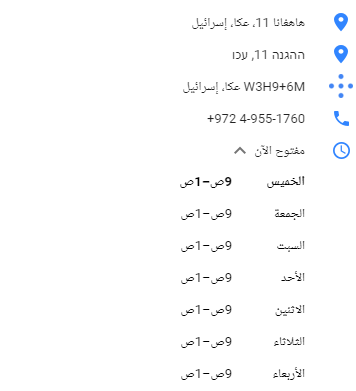 هاهغانا 11، عكا، إسرائيل
ההגנה 11, עכו
W3H9+6M عكا، إسرائيل
+972 4-955-1760
مفتوح الآن
الخميس 9ص–1ص
الجمعة 9ص–1ص
السبت 9ص–1ص
الأحد 9ص–1ص
الاثنين 9ص–1ص
الثلاثاء 9ص–1ص
الأربعاء 9ص–1ص